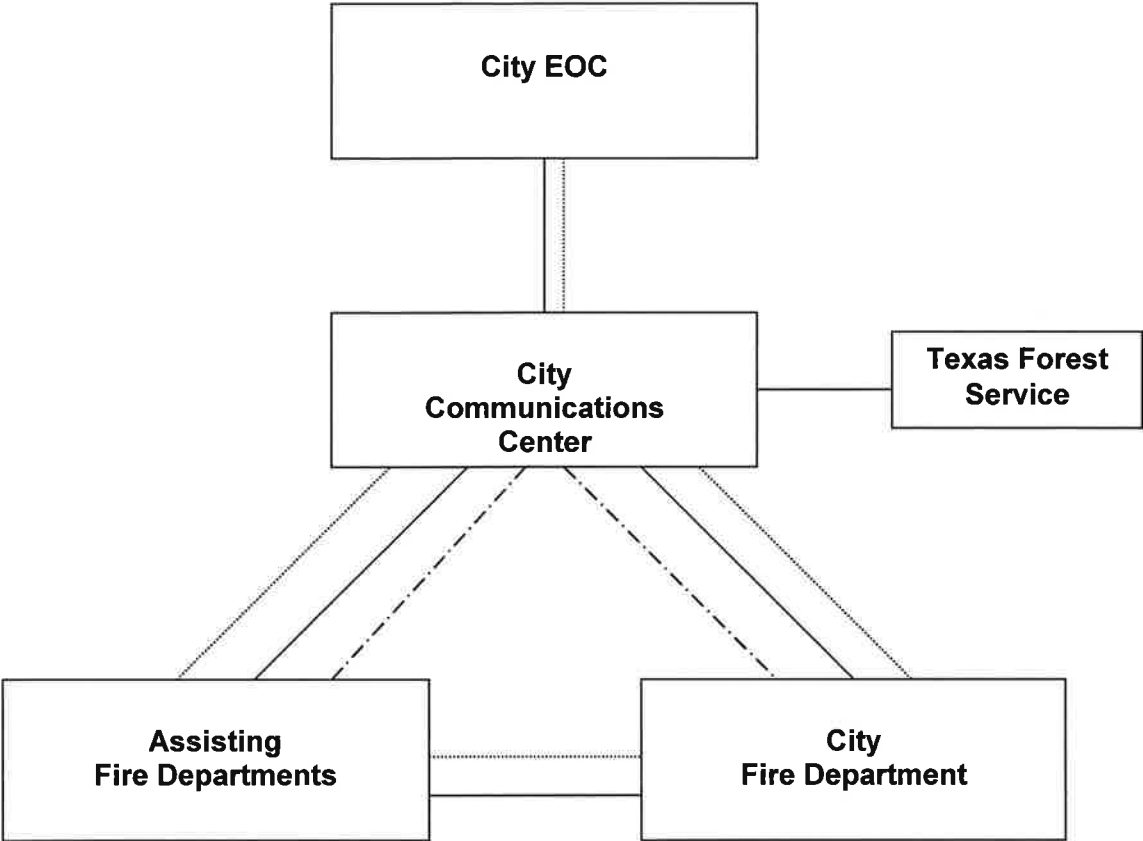 City EOC
City
Communications
Center
Texas Forest
Service
Assisting
Fire Departments
City
Fire Department